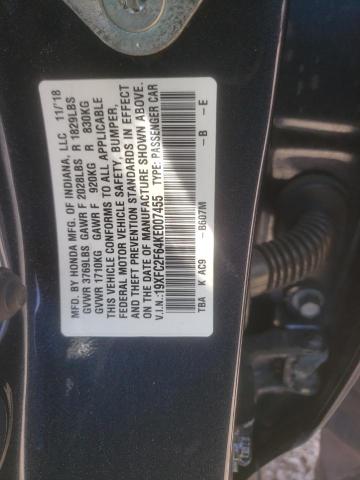 MFD. BY HONDA MFG. OF INDIANA, LLC 11/18
GVWR 3769LBS GAWR F 2028LBS R 1829LBS
GVWR 1710KG GAWR F 920KG R 830KG
THIS VEHICLE CONFORMS TO ALL APPLICABLE
FEDERAL MOTOR VEHICLE SAFETY, BUMPER,
AND THEFT PREVENTION STANDARDS IN EFFECT
ON THE DATE OF MANUFACTURE SHOWN ABOVE.
V.I.N.:19XFC2F64KE007455 TYPE: PASSENGER CAR
TBA K AC9 – B607M – B – E